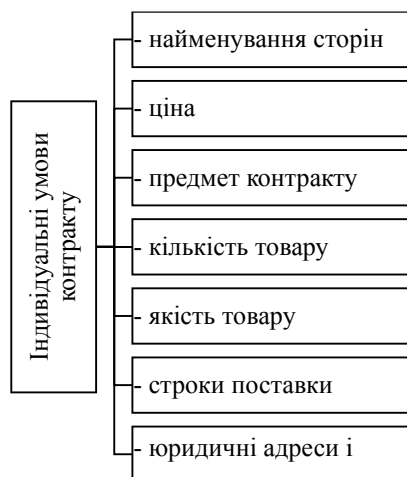 Індивідуальні умови
контракту
- найменування сторін
- ціна
- предмет контракту
- кількість товару
- якість товару
- строки поставки
- юридичні адреси і